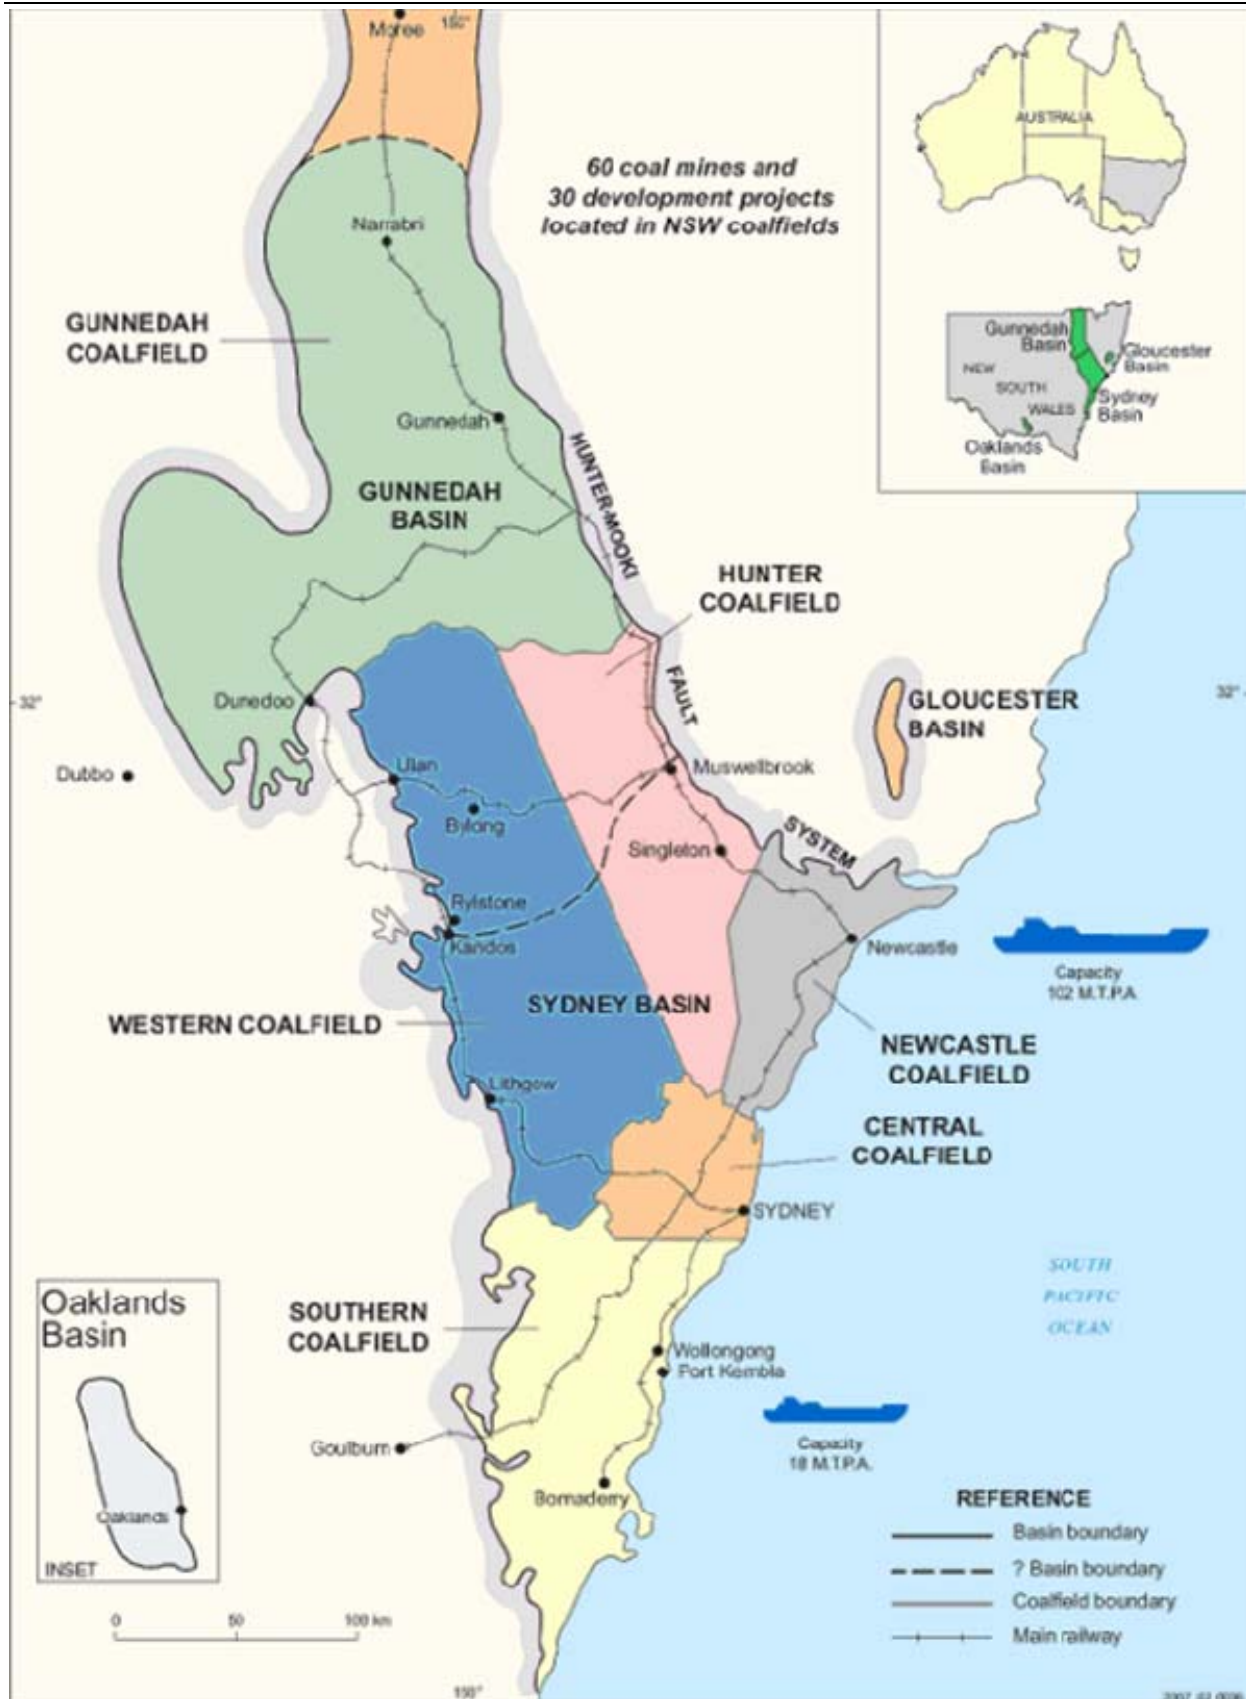 Moree
150°
AUSTRALIA
60 coal mines and
30 development projects
located in NSW coalfields
Narrabri
GUNNEDAH
COALFIELD
Gunnedah
Basin
Gloucester
Basin
NEW
SOUTH
WALES
Sydney
Basin
Oaklands
Basin
Gunnedah
HUNTER-MOOKI
GUNNEDAH
BASIN
HUNTER
COALFIELD
32°
Dunedoo
FAULT
GLOUCESTER
BASIN
32°
Dubbo
Ulan
Muswellbrook
Bylong
SYSTEM
Singleton
Rylstone
Kandos
Newcastle
Capacity
102 M.T.P.A.
SYDNEY BASIN
WESTERN COALFIELD
NEWCASTLE
COALFIELD
Lithgow
CENTRAL
COALFIELD
SYDNEY
SOUTH
PACIFIC
OCEAN
Oaklands
Basin
SOUTHERN
COALFIELD
Wollongong
Port Kembla
Goulburn
Capacity
18 M.T.P.A.
Bomaderry
Oaklands
INSET
REFERENCE
Basin boundary
? Basin boundary
Coalfield boundary
Main railway
0 50 100 km
150°